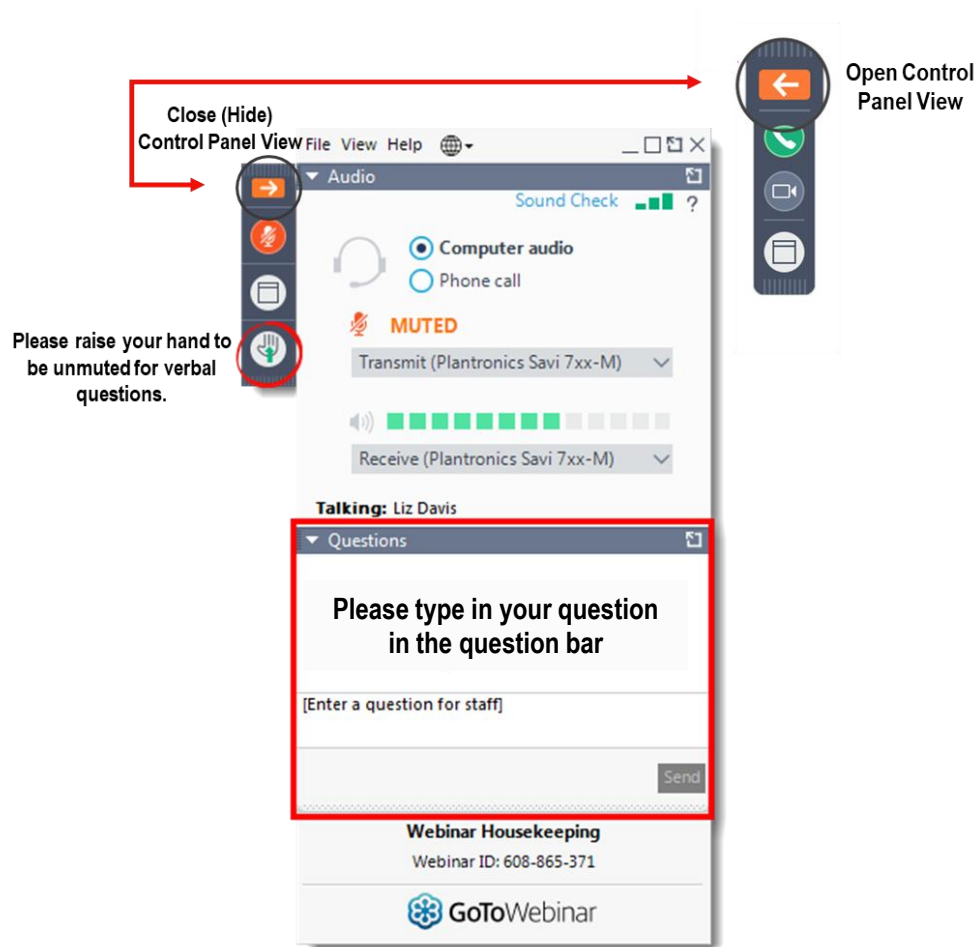 Open Control
Panel View
Close (Hide)
Control Panel View
File View Help
Audio
Sound Check ?
Computer audio
Phone call
MUTED
Transmit (Plantronics Savi 7xx-M)
Please raise your hand to
be unmuted for verbal
questions.
Receive (Plantronics Savi 7xx-M)
Talking: Liz Davis
Questions
Please type in your question
in the question bar
[Enter a question for staff]
Send
Webinar Housekeeping
Webinar ID: 608-865-371
GoToWebinar